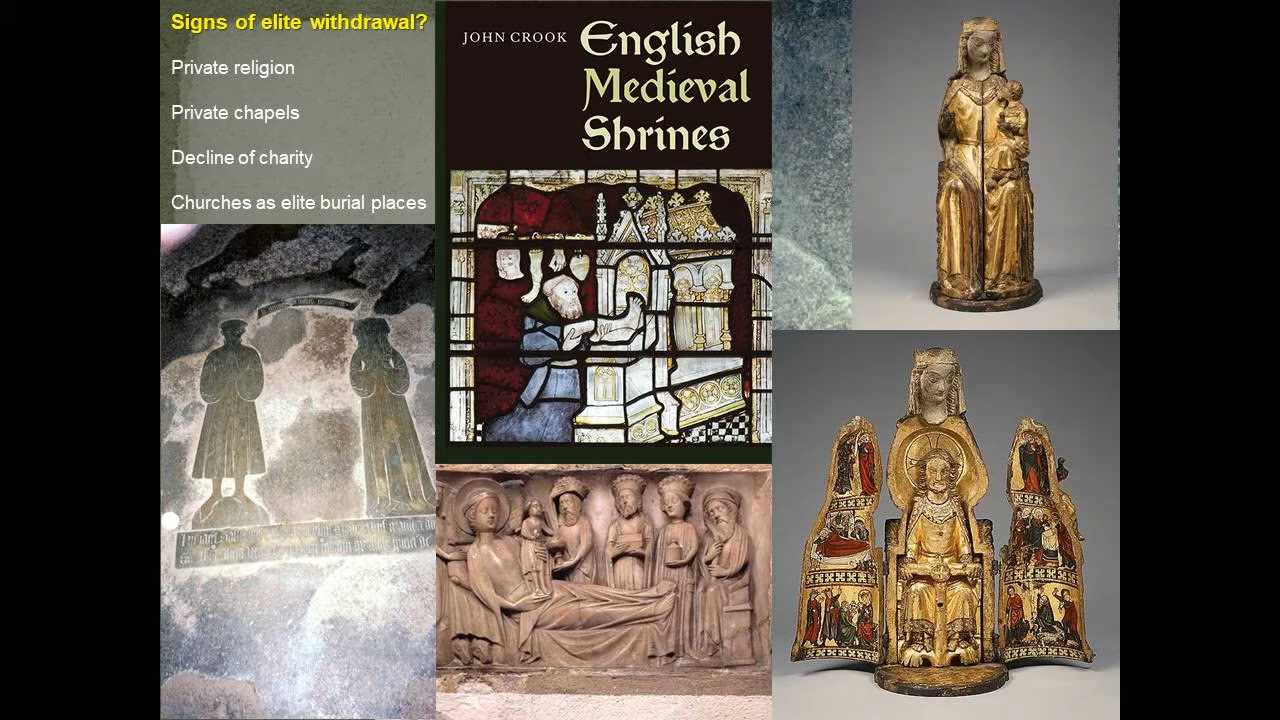 Signs of elite withdrawal?
Private religion
Private chapels
Decline of charity
Churches as elite burial places
JOHN CROOK
English
Medieval
Shrines